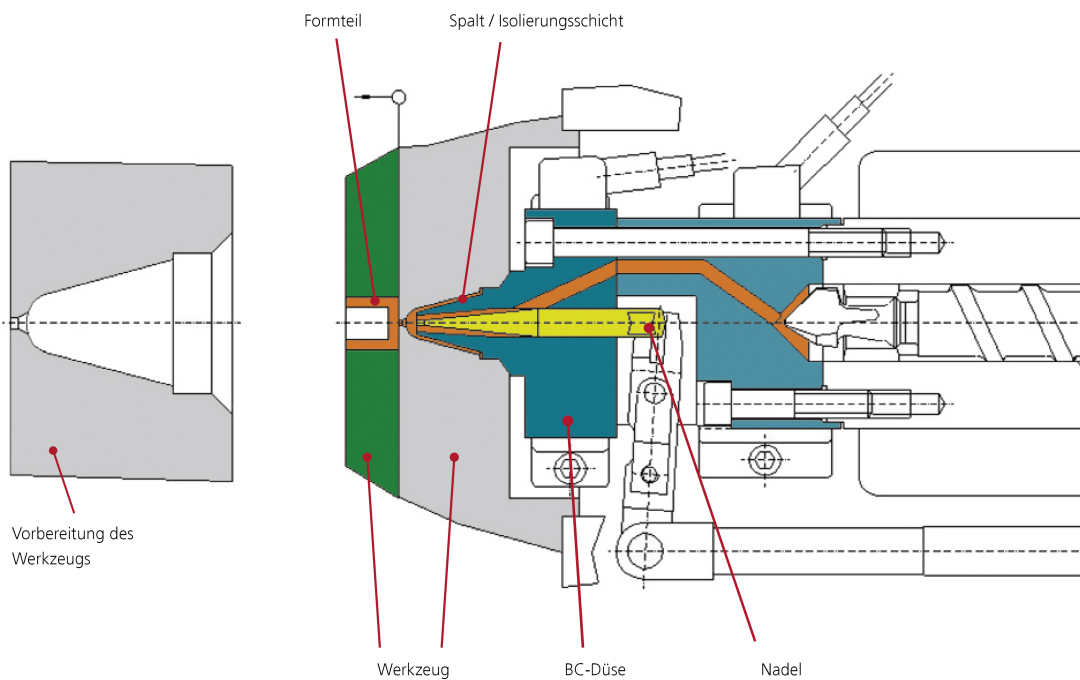 Formteil
Spalt / Isolierungsschicht
Vorbereitung des
Werkzeugs
Werkzeug
BC-Düse
Nadel